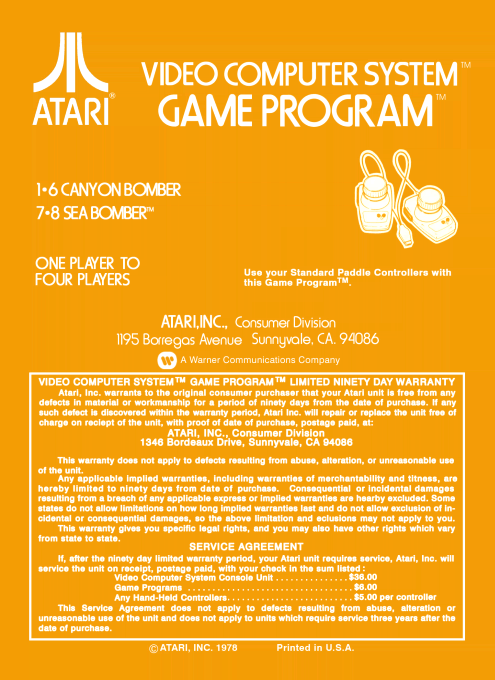 ATARI®
VIDEO COMPUTER SYSTEM™
GAME PROGRAM™
1•6 CANYON BOMBER
7•8 SEA BOMBER™
ONE PLAYER TO
FOUR PLAYERS
Use your Standard Paddle Controllers with
this Game Program™.
ATARI,INC., Consumer Division
1195 Borregas Avenue Sunnyvale, CA. 94086
A Warner Communications Company
VIDEO COMPUTER SYSTEM™ GAME PROGRAM™ LIMITED NINETY DAY WARRANTY
Atari, Inc. warrants to the original consumer purchaser that your Atari unit is free from any
defects in material or workmanship for a period of ninety days from the date of purchase. If any
such defect is discovered within the warranty period, Atari Inc. will repair or replace the unit free of
charge on reciept of the unit, with proof of date of purchase, postage paid, at:
ATARI, INC., Consumer Division
1346 Bordeaux Drive, Sunnyvale, CA 94086
This warranty does not apply to defects resulting from abuse, alteration, or unreasonable use
of the unit.
Any applicable implied warranties, including warranties of merchantability and titness, are
hereby limited to ninety days from date of purchase. Consequential or incidental damages
resulting from a breach of any applicable express or implied warranties are hearby excluded. Some
states do not allow limitations on how long implied warranties last and do not allow exclusion of in-
cidental or consequential damages, so the above limitation and eclusions may not apply to you.
This warranty gives you specific legal rights, and you may also have other rights which vary
from state to state.
SERVICE AGREEMENT
If, after the ninety day limited warranty period, your Atari unit requires service, Atari, Inc. will
service the unit on receipt, postage paid, with your check in the sum listed :
Video Computer System Console Unit . . . . . . . . . . . . . . . $36.00
Game Programs . . . . . . . . . . . . . . . . . . . . . . . . . . . . . . . . . $6.00
Any Hand-Held Controllers. . . . . . . . . . . . . . . . . . . . . . . . . $5.00 per controller
This Service Agreement does not apply to defects resulting from abuse, alteration or
unreasonable use of the unit and does not apply to units which require service three years after the
date of purchase.
© ATARI, INC. 1978 Printed in U.S.A.